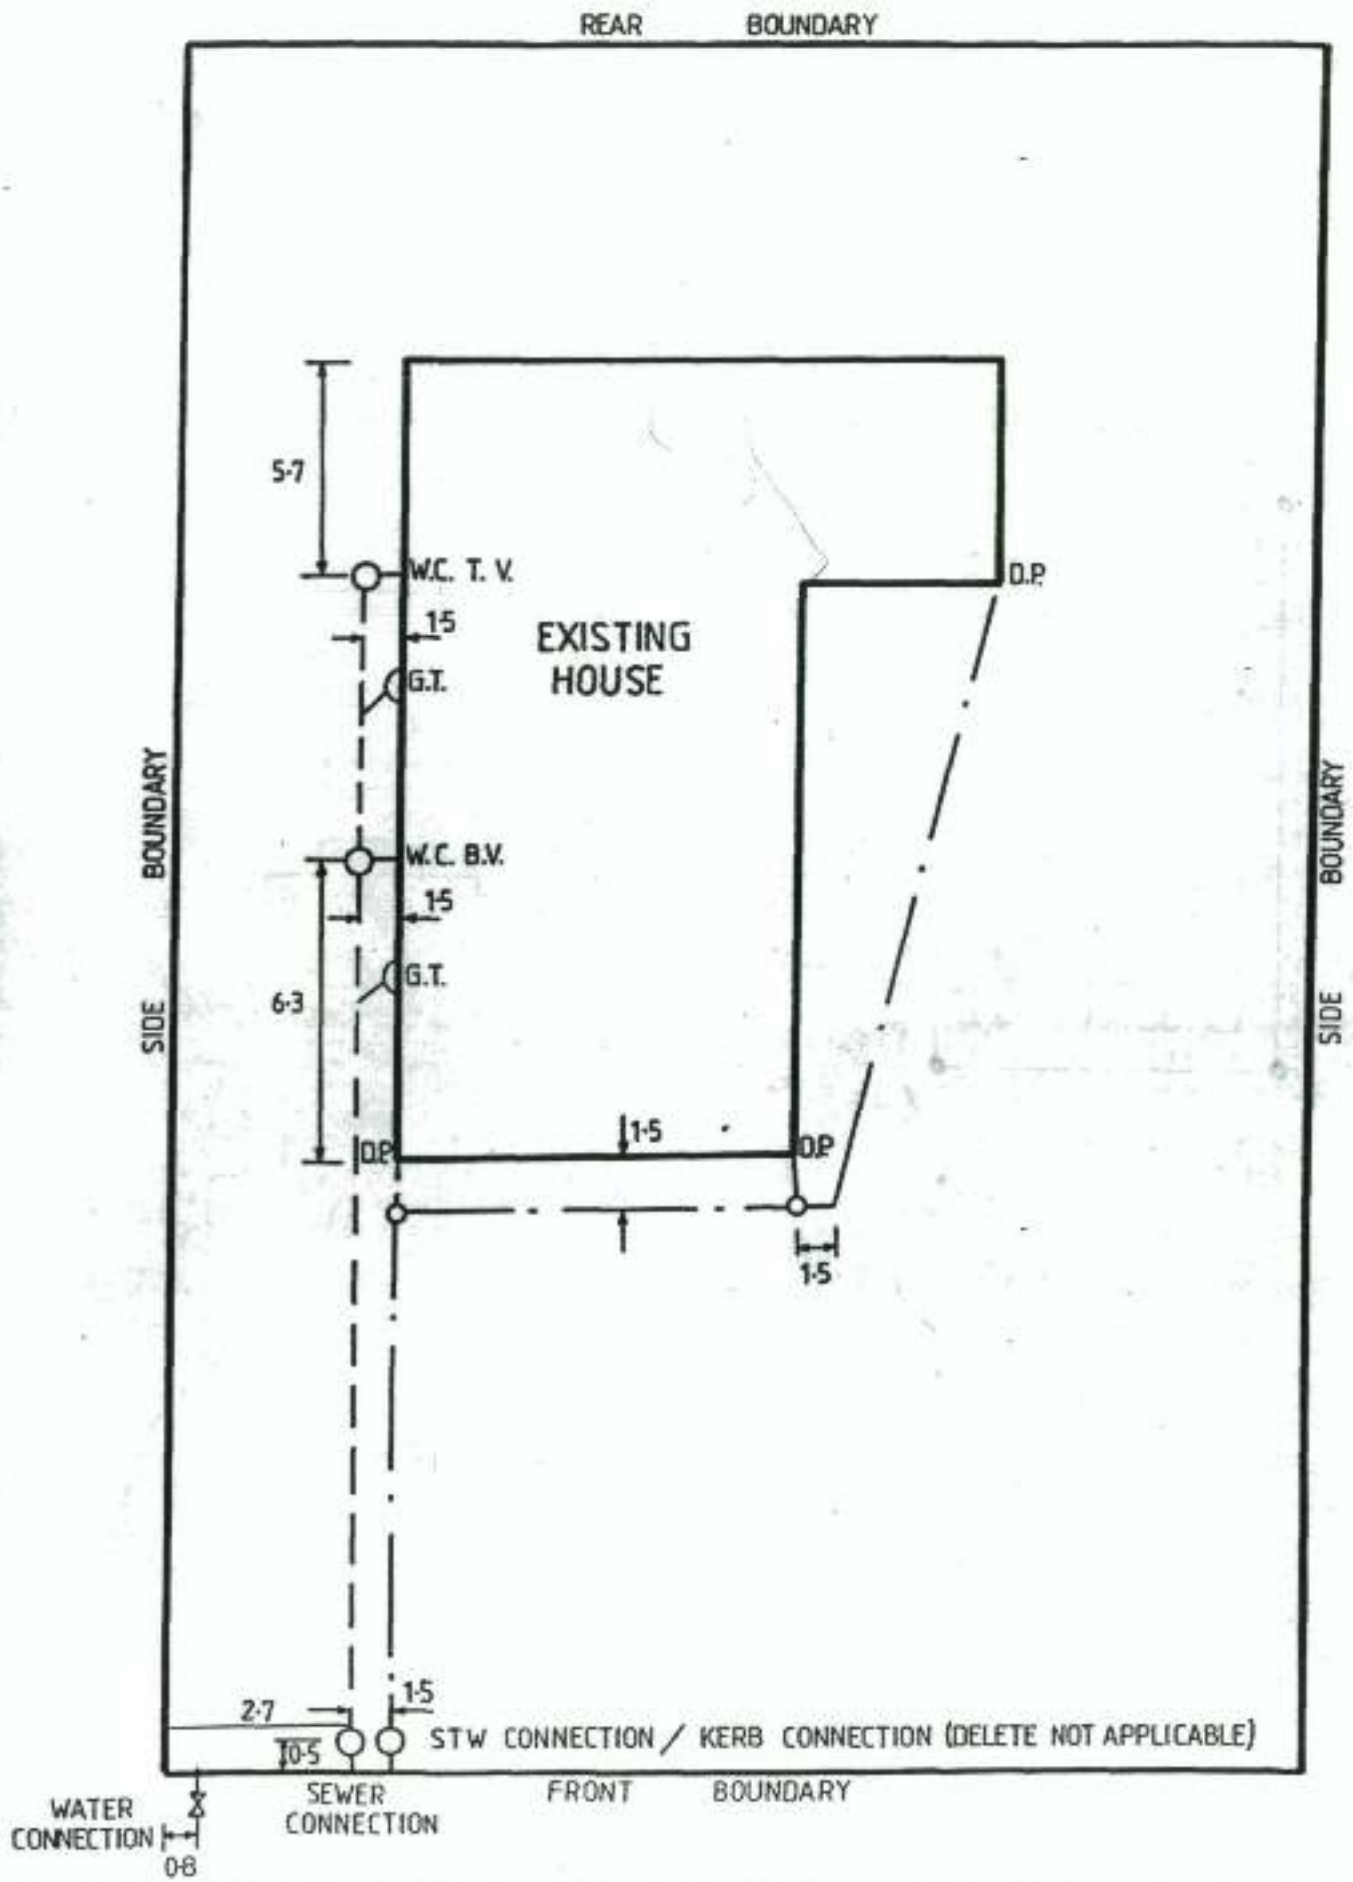 REAR BOUNDARY
5·7
W.C. T. V.
D.P.
1·5
EXISTING
HOUSE
G.T.
SIDE BOUNDARY
SIDE BOUNDARY
W.C. B.V.
1·5
G.T.
6·3
1·5
D.P
D.P
1·5
2·7
1·5
0·5
STW CONNECTION / KERB CONNECTION (DELETE NOT APPLICABLE)
SEWER
CONNECTION
FRONT BOUNDARY
WATER
CONNECTION